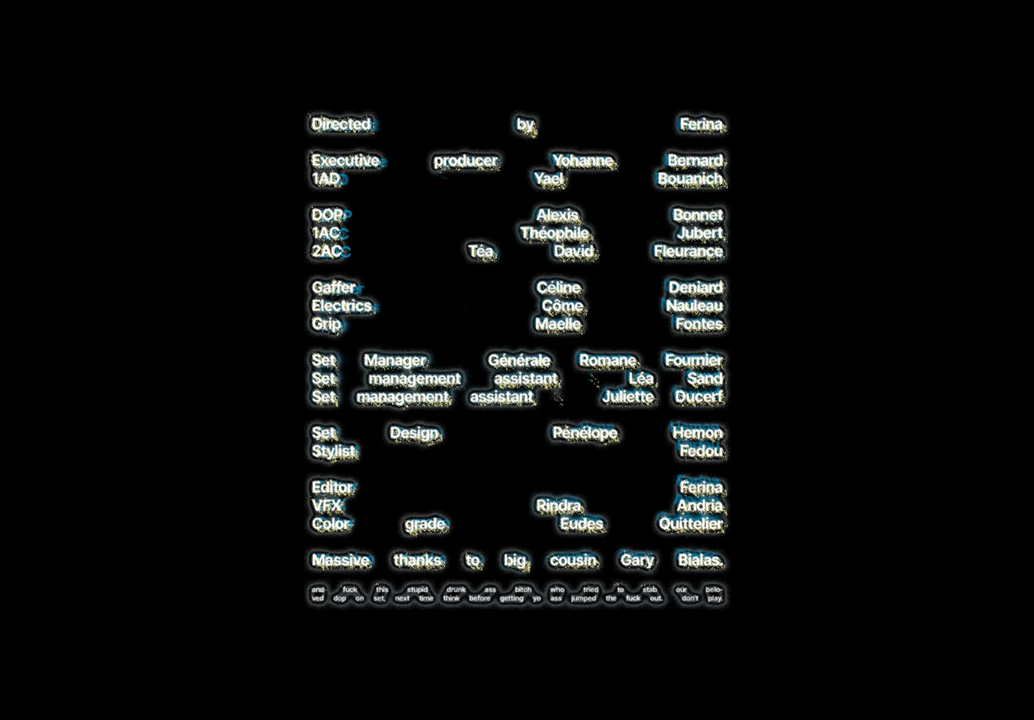 Directed by Ferina
Executive producer Yohanne Bernard
1AD Yael Bouanich
DOP Alexis Bonnet
1AC Théophile Jubert
2AC Téa David Fleurance
Gaffer Céline Deniard
Electrics Côme Nauleau
Grip Maelle Fontes
Set Manager Générale Romane Fournier
Set management assistant Léa Sand
Set management assistant Juliette Ducerf
Set Design Pénélope Hemon
Stylist Fedou
Editor Ferina
VFX Rindra Andria
Color grade Eudes Quittelier
Massive thanks to big cousin Gary Bialas.
and fuck this stupid drunk ass bitch who tried to stab our belo-
ved dop on set. next time think before getting yo ass jumped the fuck out. don't play.